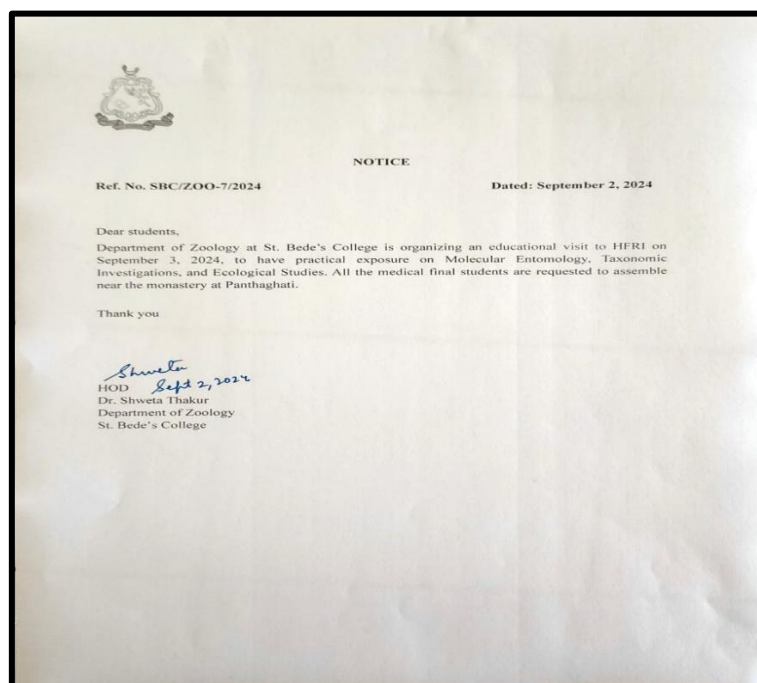 NOTICE
Ref. No. SBC/ZOO-7/2024 Dated: September 2, 2024
Dear students,
Department of Zoology at St. Bede's College is organizing an educational visit to HFRI on
September 3, 2024, to have practical exposure on Molecular Entomology, Taxonomic
Investigations, and Ecological Studies. All the medical final students are requested to assemble
near the monastery at Panthaghati.
Thank you
Shweta
HOD Sept 2, 2024
Dr. Shweta Thakur
Department of Zoology
St. Bede's College